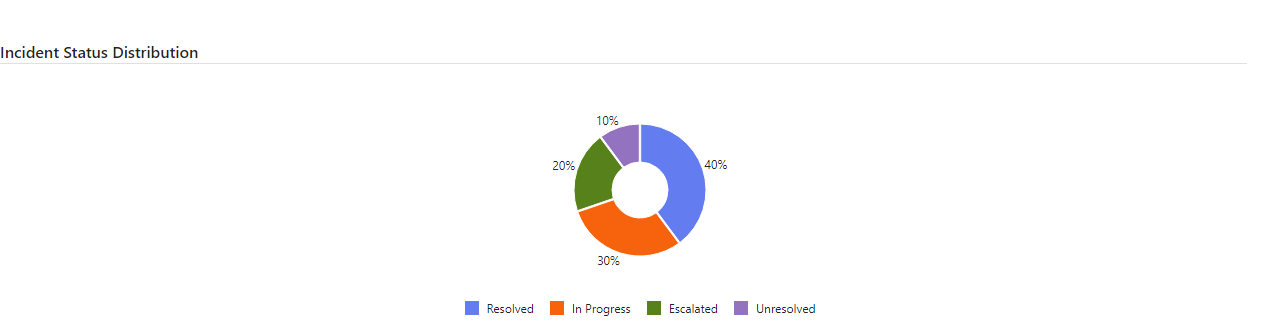 Incident Status Distribution
10%
40%
20%
30%
Resolved In Progress Escalated Unresolved